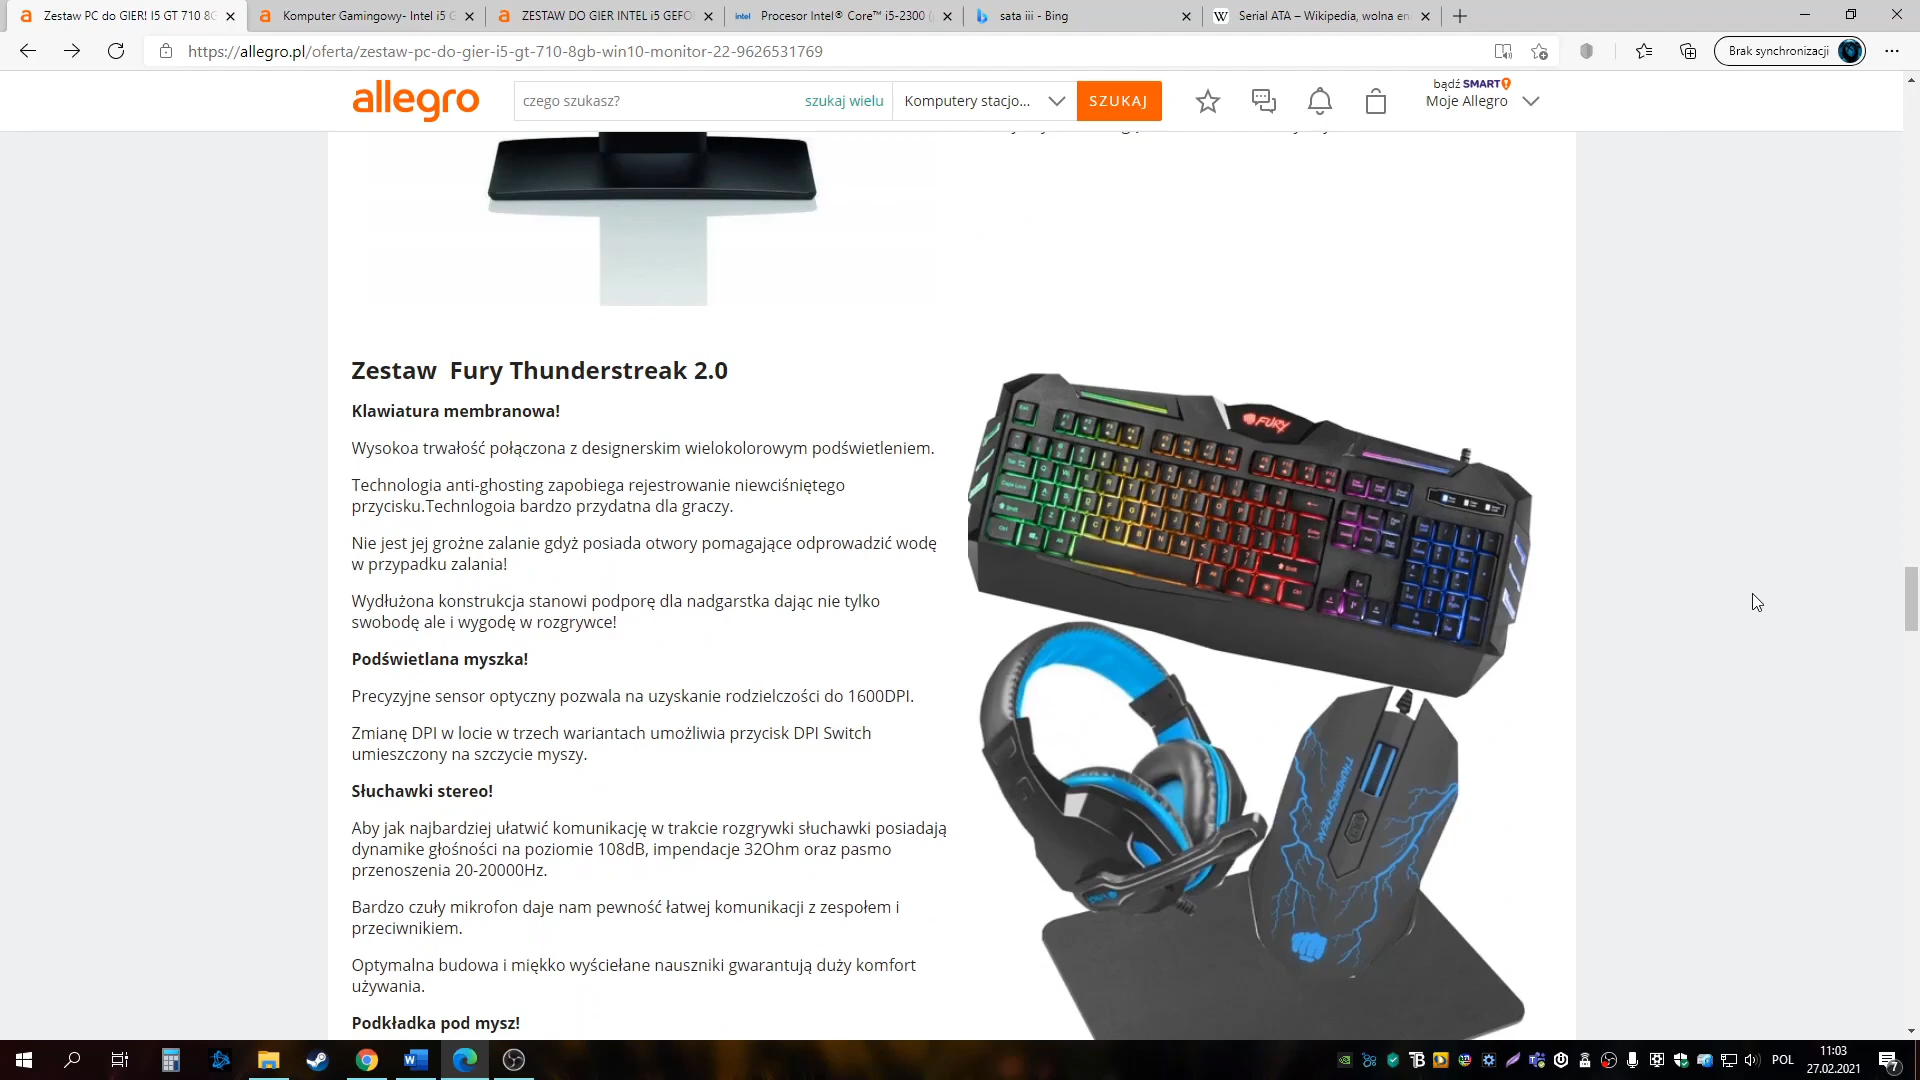 Zestaw PC do GIER! I5 GT 710 8G
Komputer Gamingowy- Intel i5 G
ZESTAW DO GIER INTEL i5 GEFO
intel
Procesor Intel® Core™ i5-2300 (
sata iii - Bing
W
Serial ATA – Wikipedia, wolna en
https://allegro.pl/oferta/zestaw-pc-do-gier-i5-gt-710-8gb-win10-monitor-22-9626531769
Brak synchronizacji
allegro
czego szukasz?
szukaj wielu
Komputery stacjo...
SZUKAJ
bądź SMART!
Moje Allegro
Zestaw  Fury Thunderstreak 2.0
Klawiatura membranowa!
Wysokoa trwałość połączona z designerskim wielokolorowym podświetleniem.
Technologia anti-ghosting zapobiega rejestrowanie niewciśniętego
przycisku.Technlogoia bardzo przydatna dla graczy.
Nie jest jej groźne zalanie gdyż posiada otwory pomagające odprowadzić wodę
w przypadku zalania!
Wydłużona konstrukcja stanowi podporę dla nadgarstka dając nie tylko
swobodę ale i wygodę w rozgrywce!
Podświetlana myszka!
Precyzyjne sensor optyczny pozwala na uzyskanie rodzielczości do 1600DPI.
Zmianę DPI w locie w trzech wariantach umożliwia przycisk DPI Switch
umieszczony na szczycie myszy.
Słuchawki stereo!
Aby jak najbardziej ułatwić komunikację w trakcie rozgrywki słuchawki posiadają
dynamike głośności na poziomie 108dB, impendacje 32Ohm oraz pasmo
przenoszenia 20-20000Hz.
Bardzo czuły mikrofon daje nam pewność łatwej komunikacji z zespołem i
przeciwnikiem.
Optymalna budowa i miękko wyściełane nauszniki gwarantują duży komfort
używania.
Podkładka pod mysz!
FURY
THUNDERSTREAK
POL
11:03
27.02.2021
7